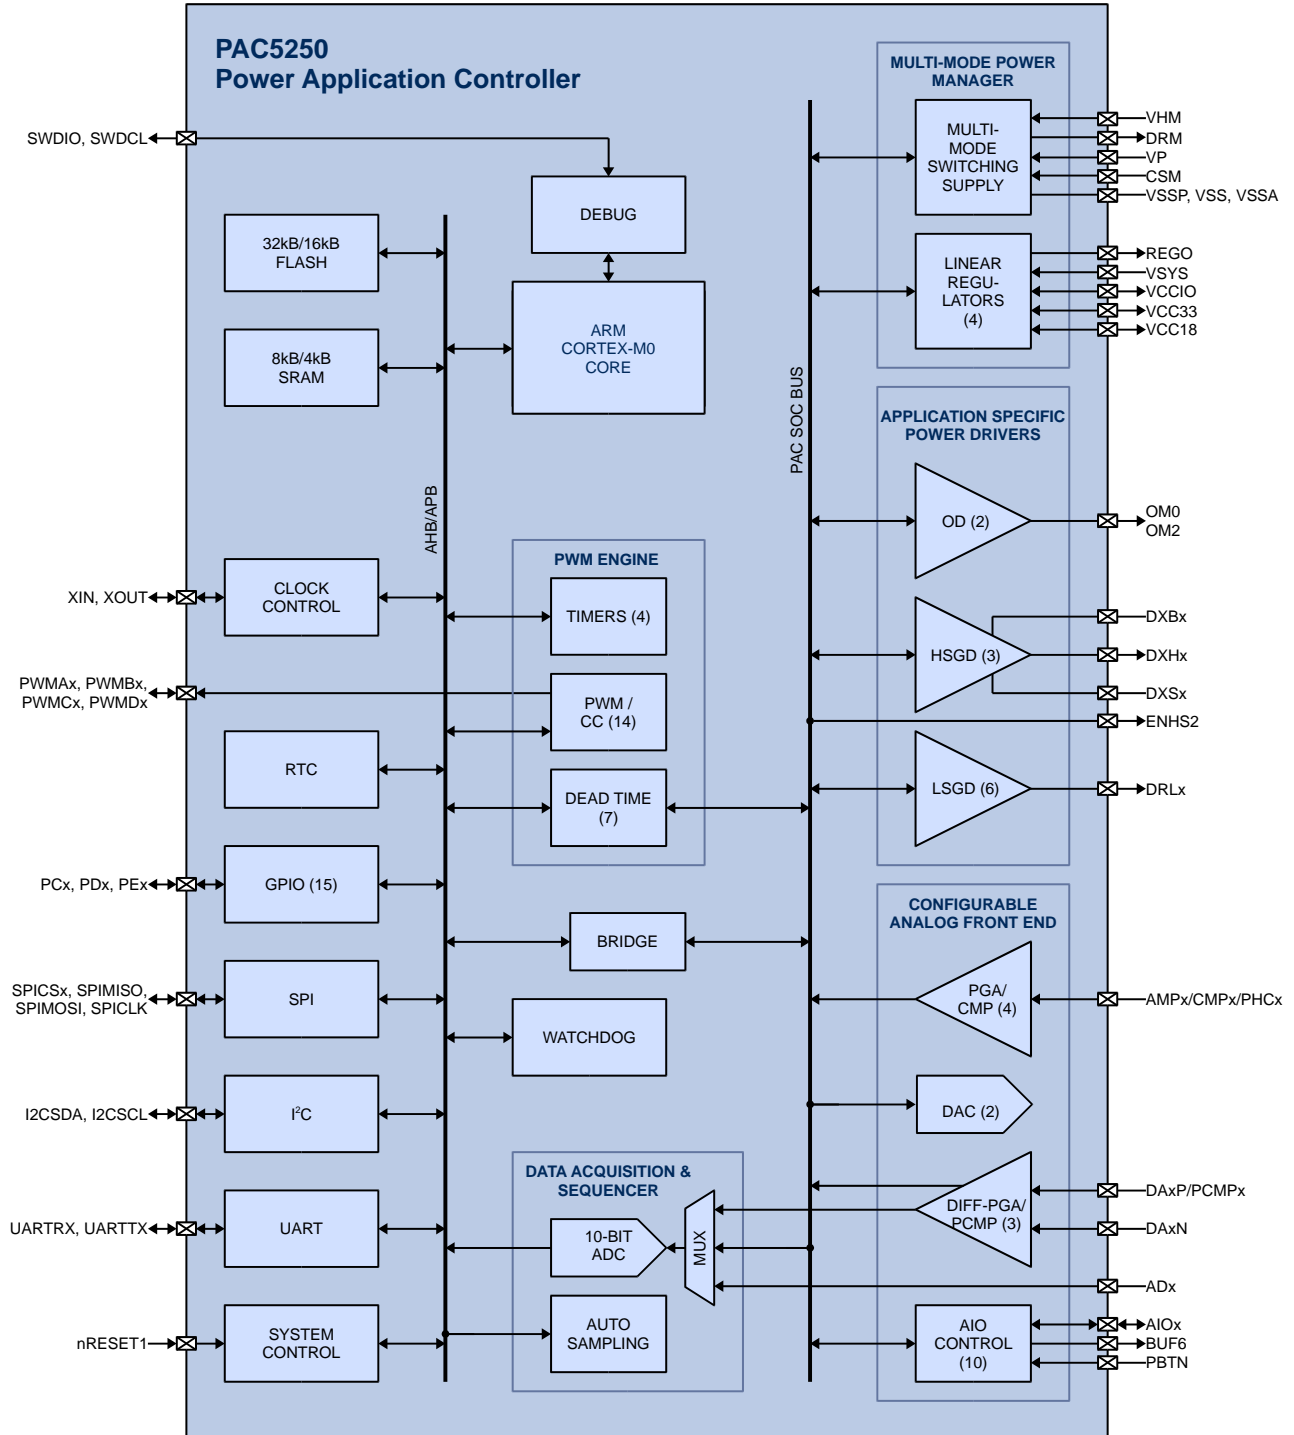 PAC5250
Power Application Controller
SWDIO, SWDCL
DEBUG
32kB/16kB
FLASH
ARM
CORTEX-M0
CORE
8kB/4kB
SRAM
AHB/APB
PAC SOC BUS
XIN, XOUT
CLOCK
CONTROL
PWM ENGINE
TIMERS (4)
PWMAx, PWMBx,
PWMCx, PWMDx
PWM /
CC (14)
RTC
DEAD TIME
(7)
PCx, PDx, PEx
GPIO (15)
BRIDGE
SPICSx, SPIMISO,
SPIMOSI, SPICLK
SPI
WATCHDOG
I2CSDA, I2CSCL
I²C
DATA ACQUISITION &
SEQUENCER
UARTRX, UARTTX
UART
10-BIT
ADC
MUX
nRESET1
SYSTEM
CONTROL
AUTO
SAMPLING
MULTI-MODE POWER
MANAGER
MULTI-
MODE
SWITCHING
SUPPLY
VHM
DRM
VP
CSM
VSSP, VSS, VSSA
LINEAR
REGU-
LATORS
(4)
REGO
VSYS
VCCIO
VCC33
VCC18
APPLICATION SPECIFIC
POWER DRIVERS
OD (2)
OM0
OM2
HSGD (3)
DXBx
DXHx
DXSx
ENHS2
LSGD (6)
DRLx
CONFIGURABLE
ANALOG FRONT END
PGA/
CMP (4)
AMPx/CMPx/PHCx
DAC (2)
DIFF-PGA/
PCMP (3)
DAxP/PCMPx
DAxN
ADx
AIO
CONTROL
(10)
AIOx
BUF6
PBTN